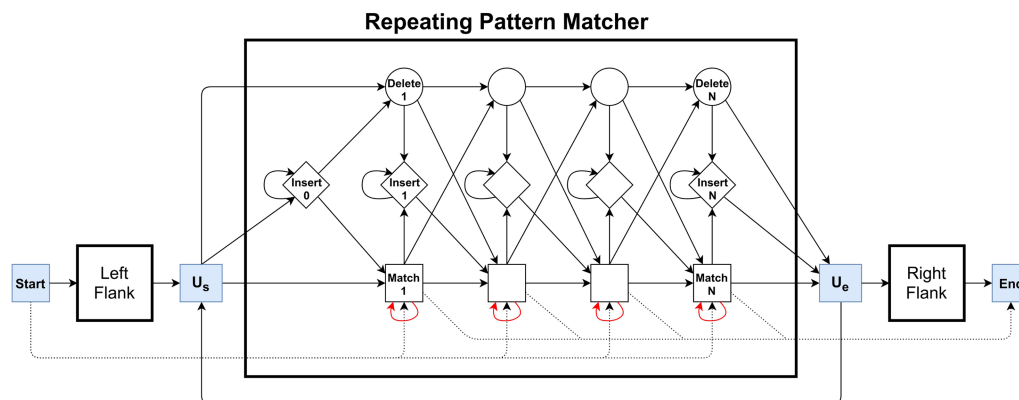 Repeating Pattern Matcher
Delete
1
Delete
N
Insert
0
Insert
1
Insert
N
Start
Left
Flank
Us
Match
1
Match
N
Ue
Right
Flank
End